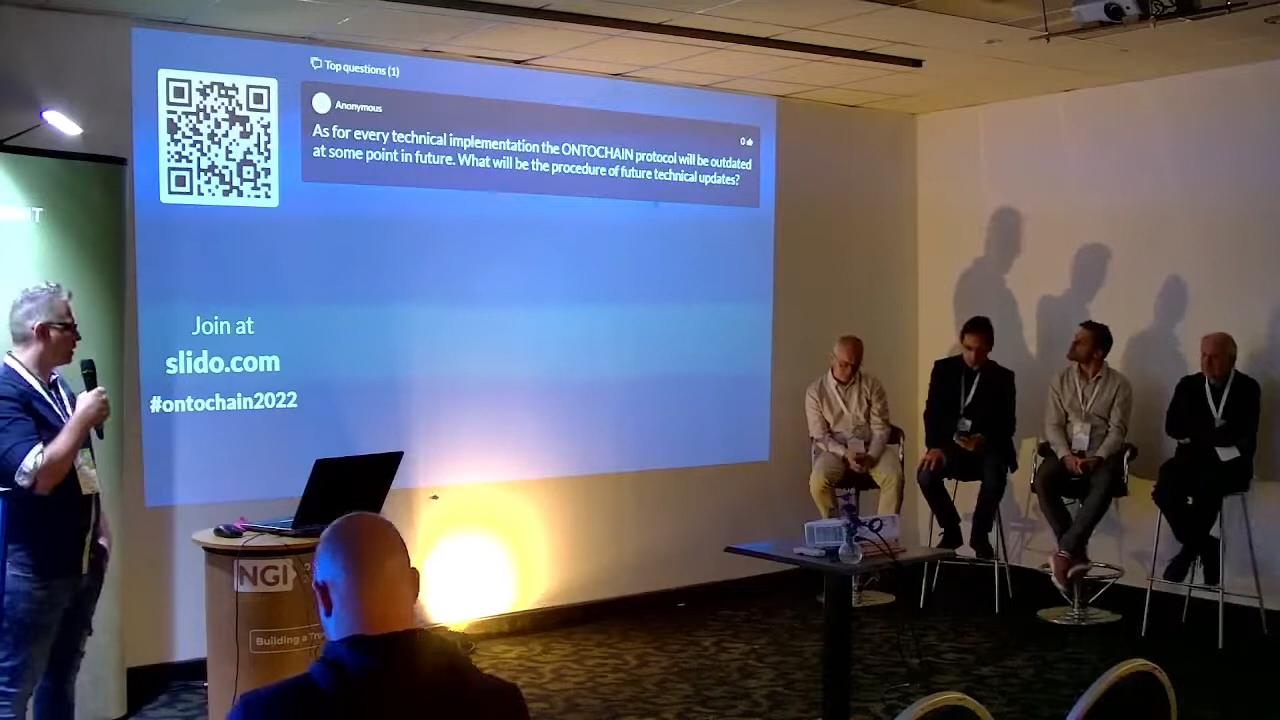 Top questions (1)
Anonymous
0
As for every technical implementation the ONTOCHAIN protocol will be outdated
at some point in future. What will be the procedure of future technical updates?
Join at
slido.com
#ontochain2022
NGI
Building a